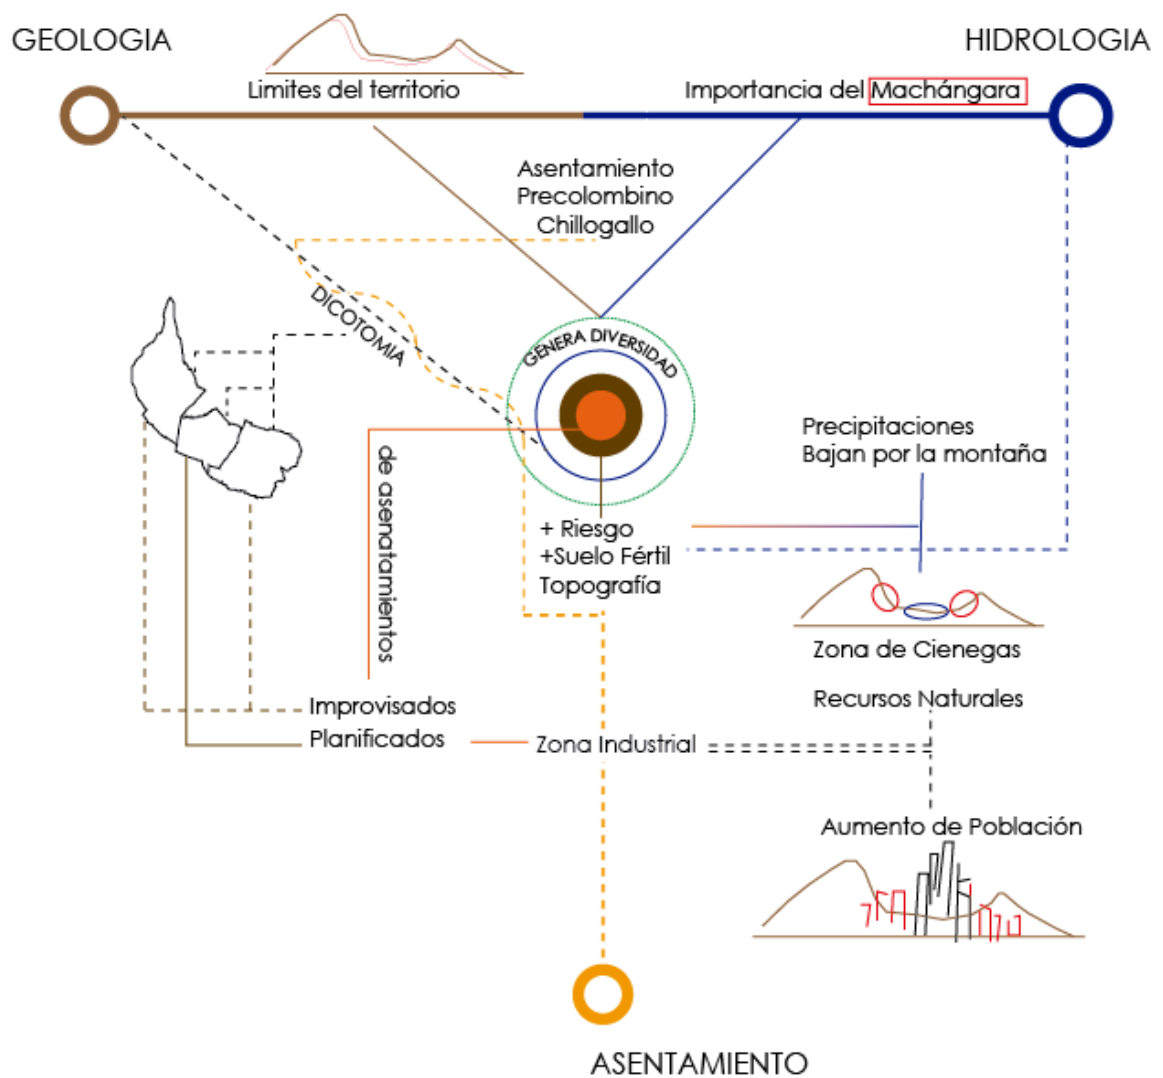 GEOLOGIA
HIDROLOGIA
Limites del territorio
Importancia del Machángara
Asentamiento
Precolombino
Chillogallo
DICOTOMIA
GENERA DIVERSIDAD
de asenatamientos
Precipitaciones
Bajan por la montaña
+ Riesgo
+Suelo Fértil
Topografía
Zona de Cienegas
Recursos Naturales
Improvisados
Planificados
Zona Industrial
Aumento de Población
ASENTAMIENTO